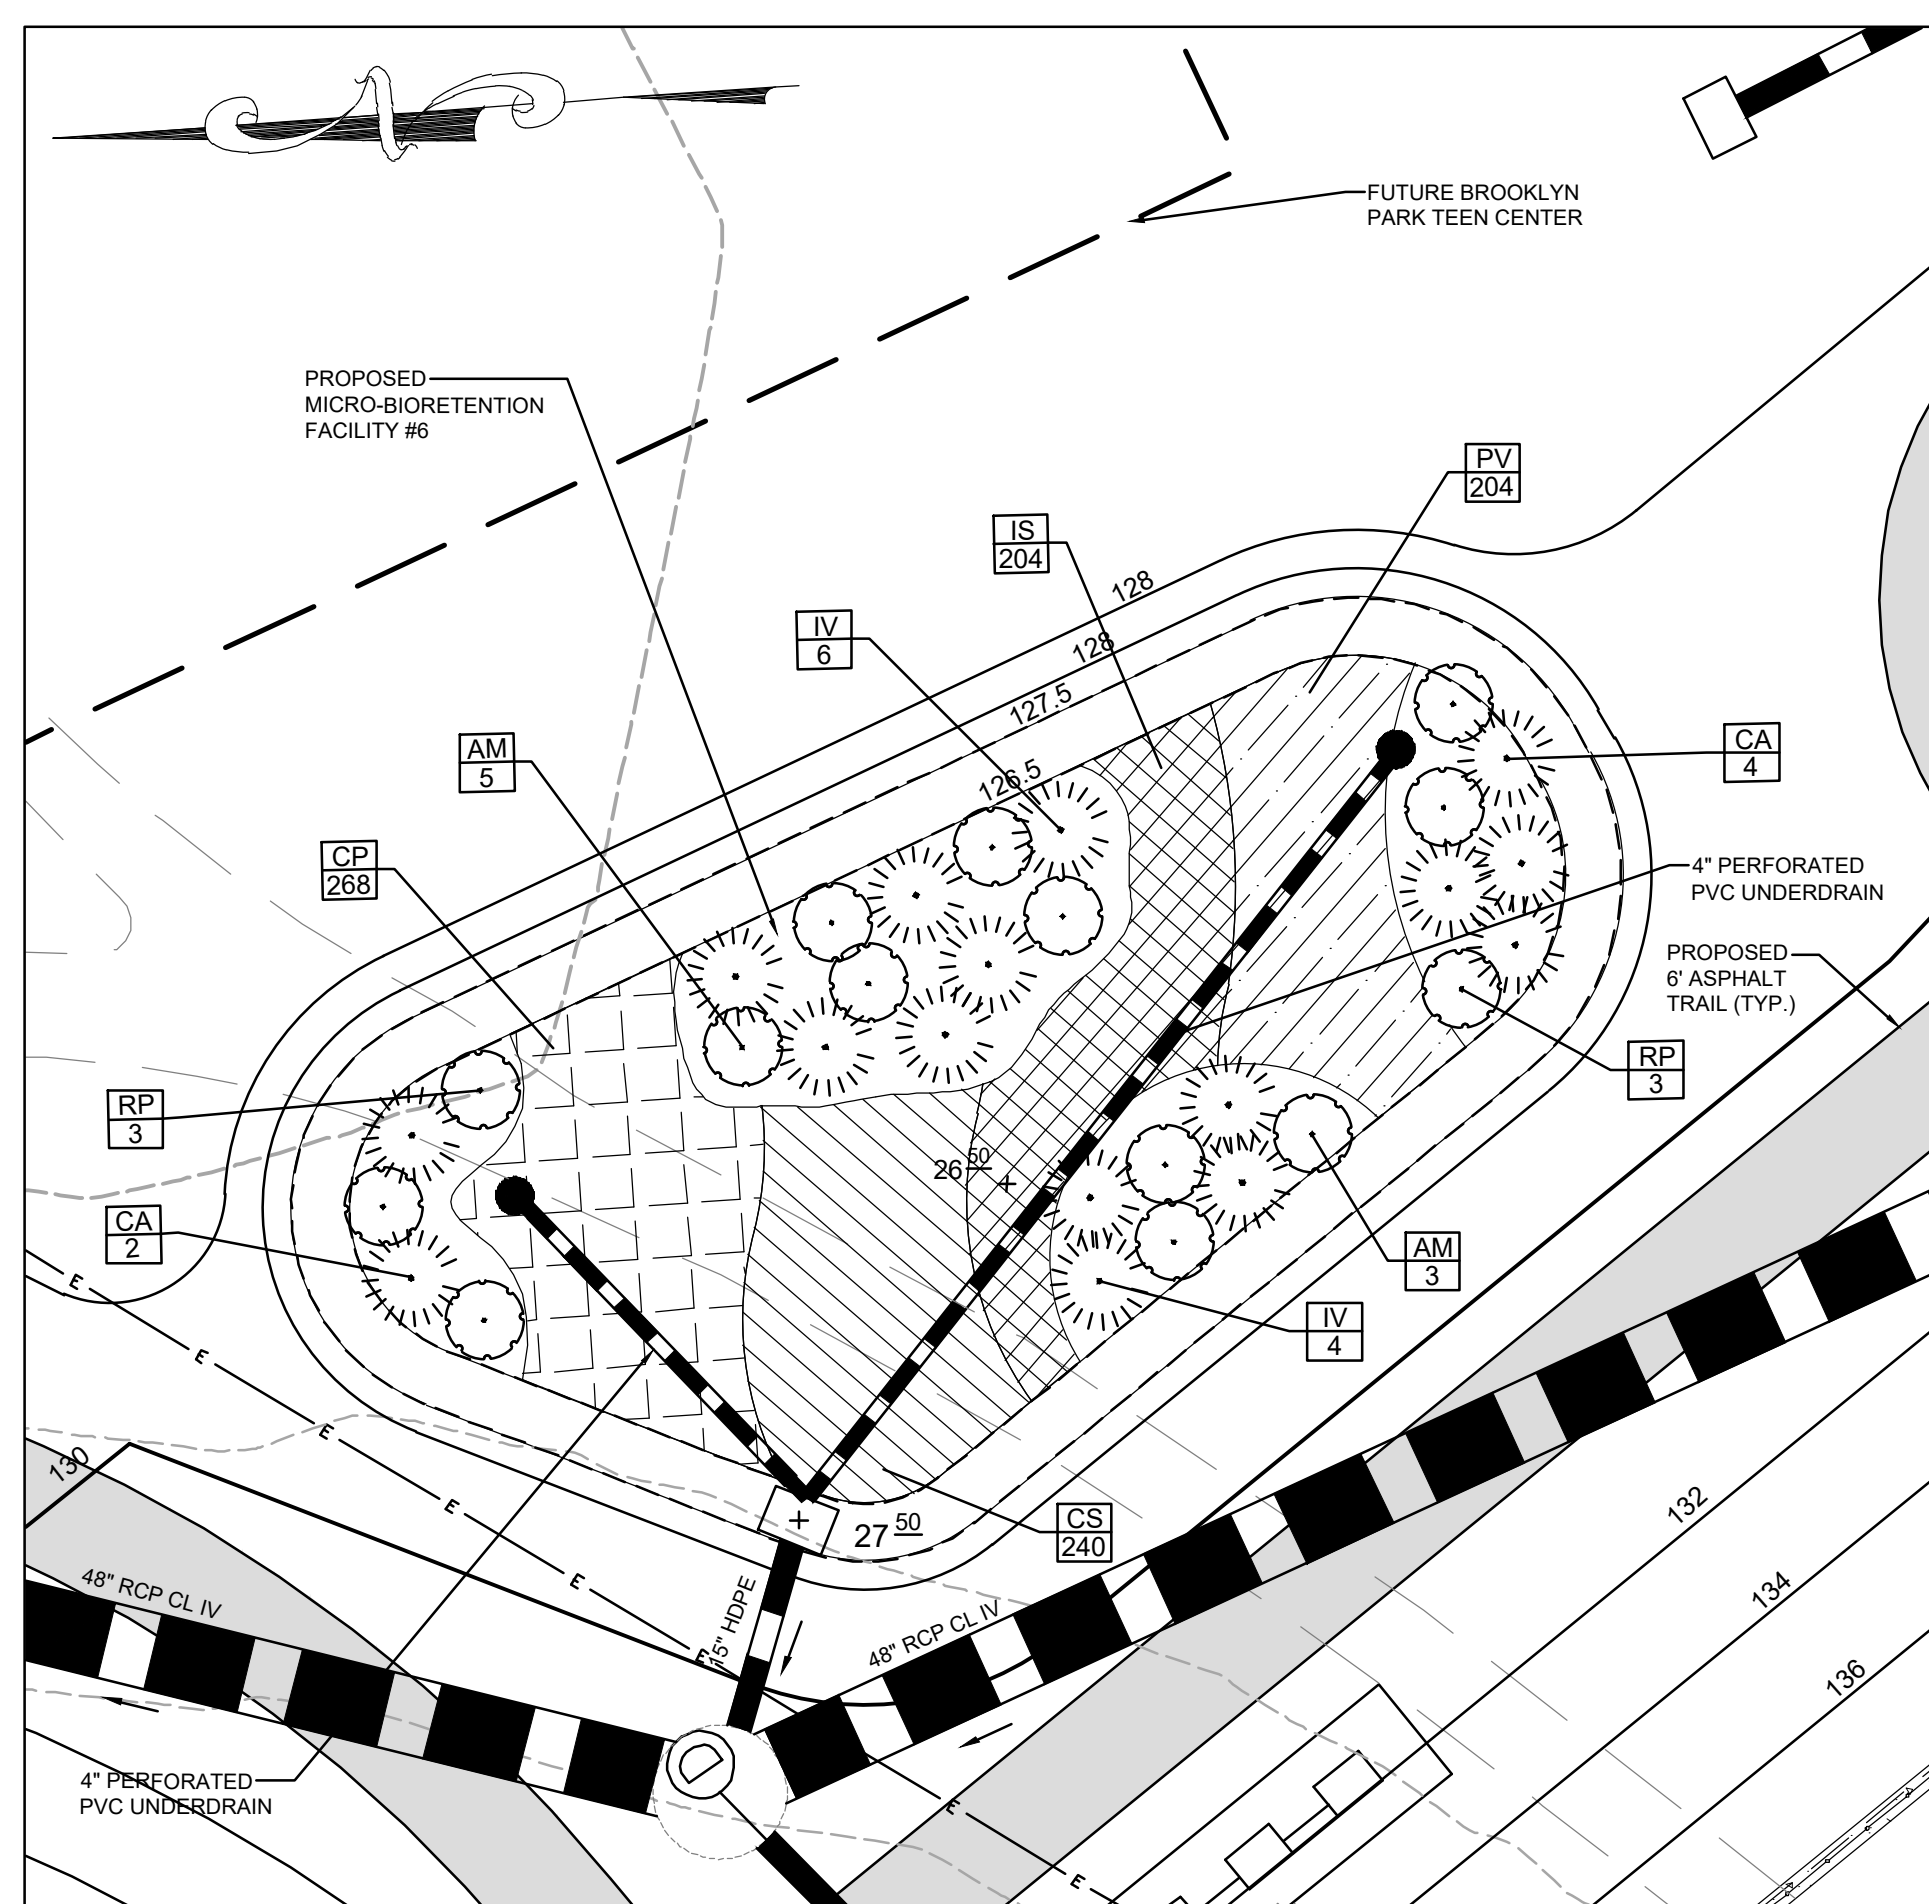 N
FUTURE BROOKLYN
PARK TEEN CENTER
PROPOSED
MICRO-BIORETENTION
FACILITY #6
PV
204
IS
204
128
IV
6
128
127.5
AM
5
CA
4
126.5
CP
268
4" PERFORATED
PVC UNDERDRAIN
PROPOSED
6' ASPHALT
TRAIL (TYP.)
RP
3
RP
3
26 50
CA
2
AM
3
E
IV
4
E
E
130
E
132
CS
240
27 50
E
48" RCP CL IV
15" HDPE
48" RCP CL IV
134
E
136
D
4" PERFORATED
PVC UNDERDRAIN
E
E